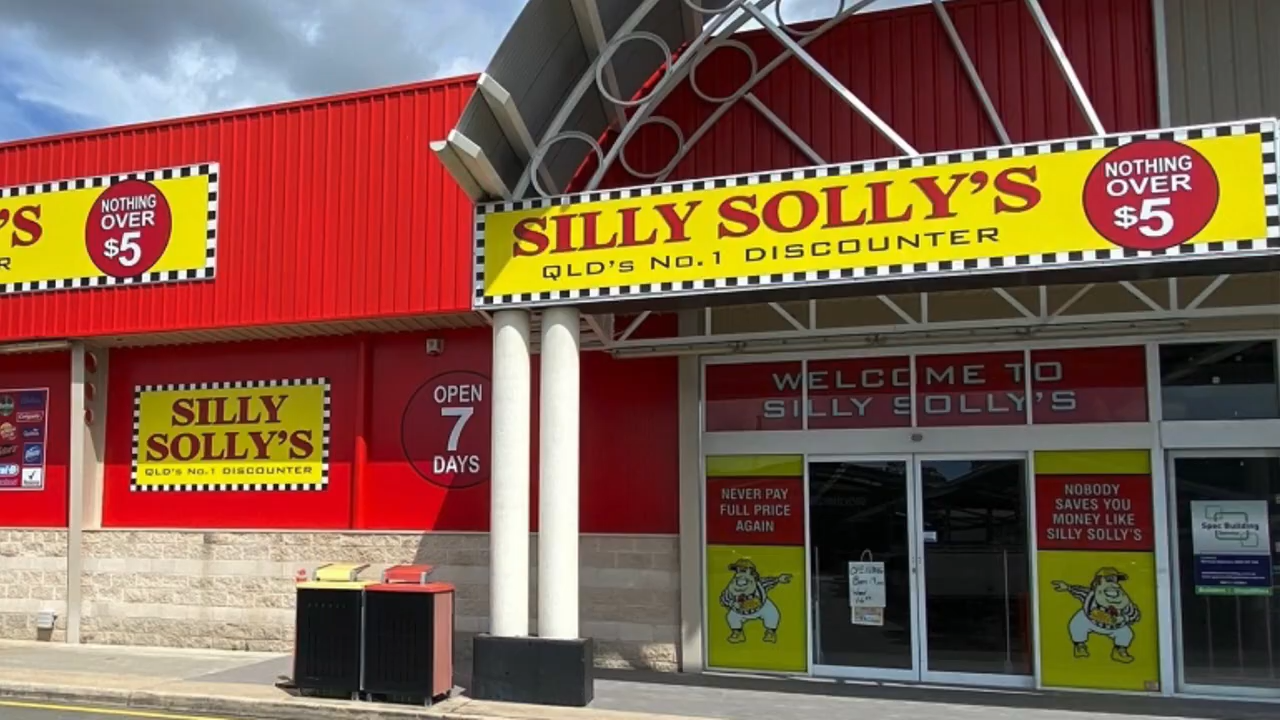 'S
R
NOTHING
OVER
$5
SILLY SOLLY'S
QLD'S No.1 DISCOUNTER
NOTHING
OVER
$5
SILLY
SOLLY'S
QLD'S No.1 DISCOUNTER
OPEN
7
DAYS
WELCOME TO
SILLY SOLLY'S
NEVER PAY
FULL PRICE
AGAIN
NOBODY
SAVES YOU
MONEY LIKE
SILLY SOLLY'S
OPENING
Spec Building
Colgate